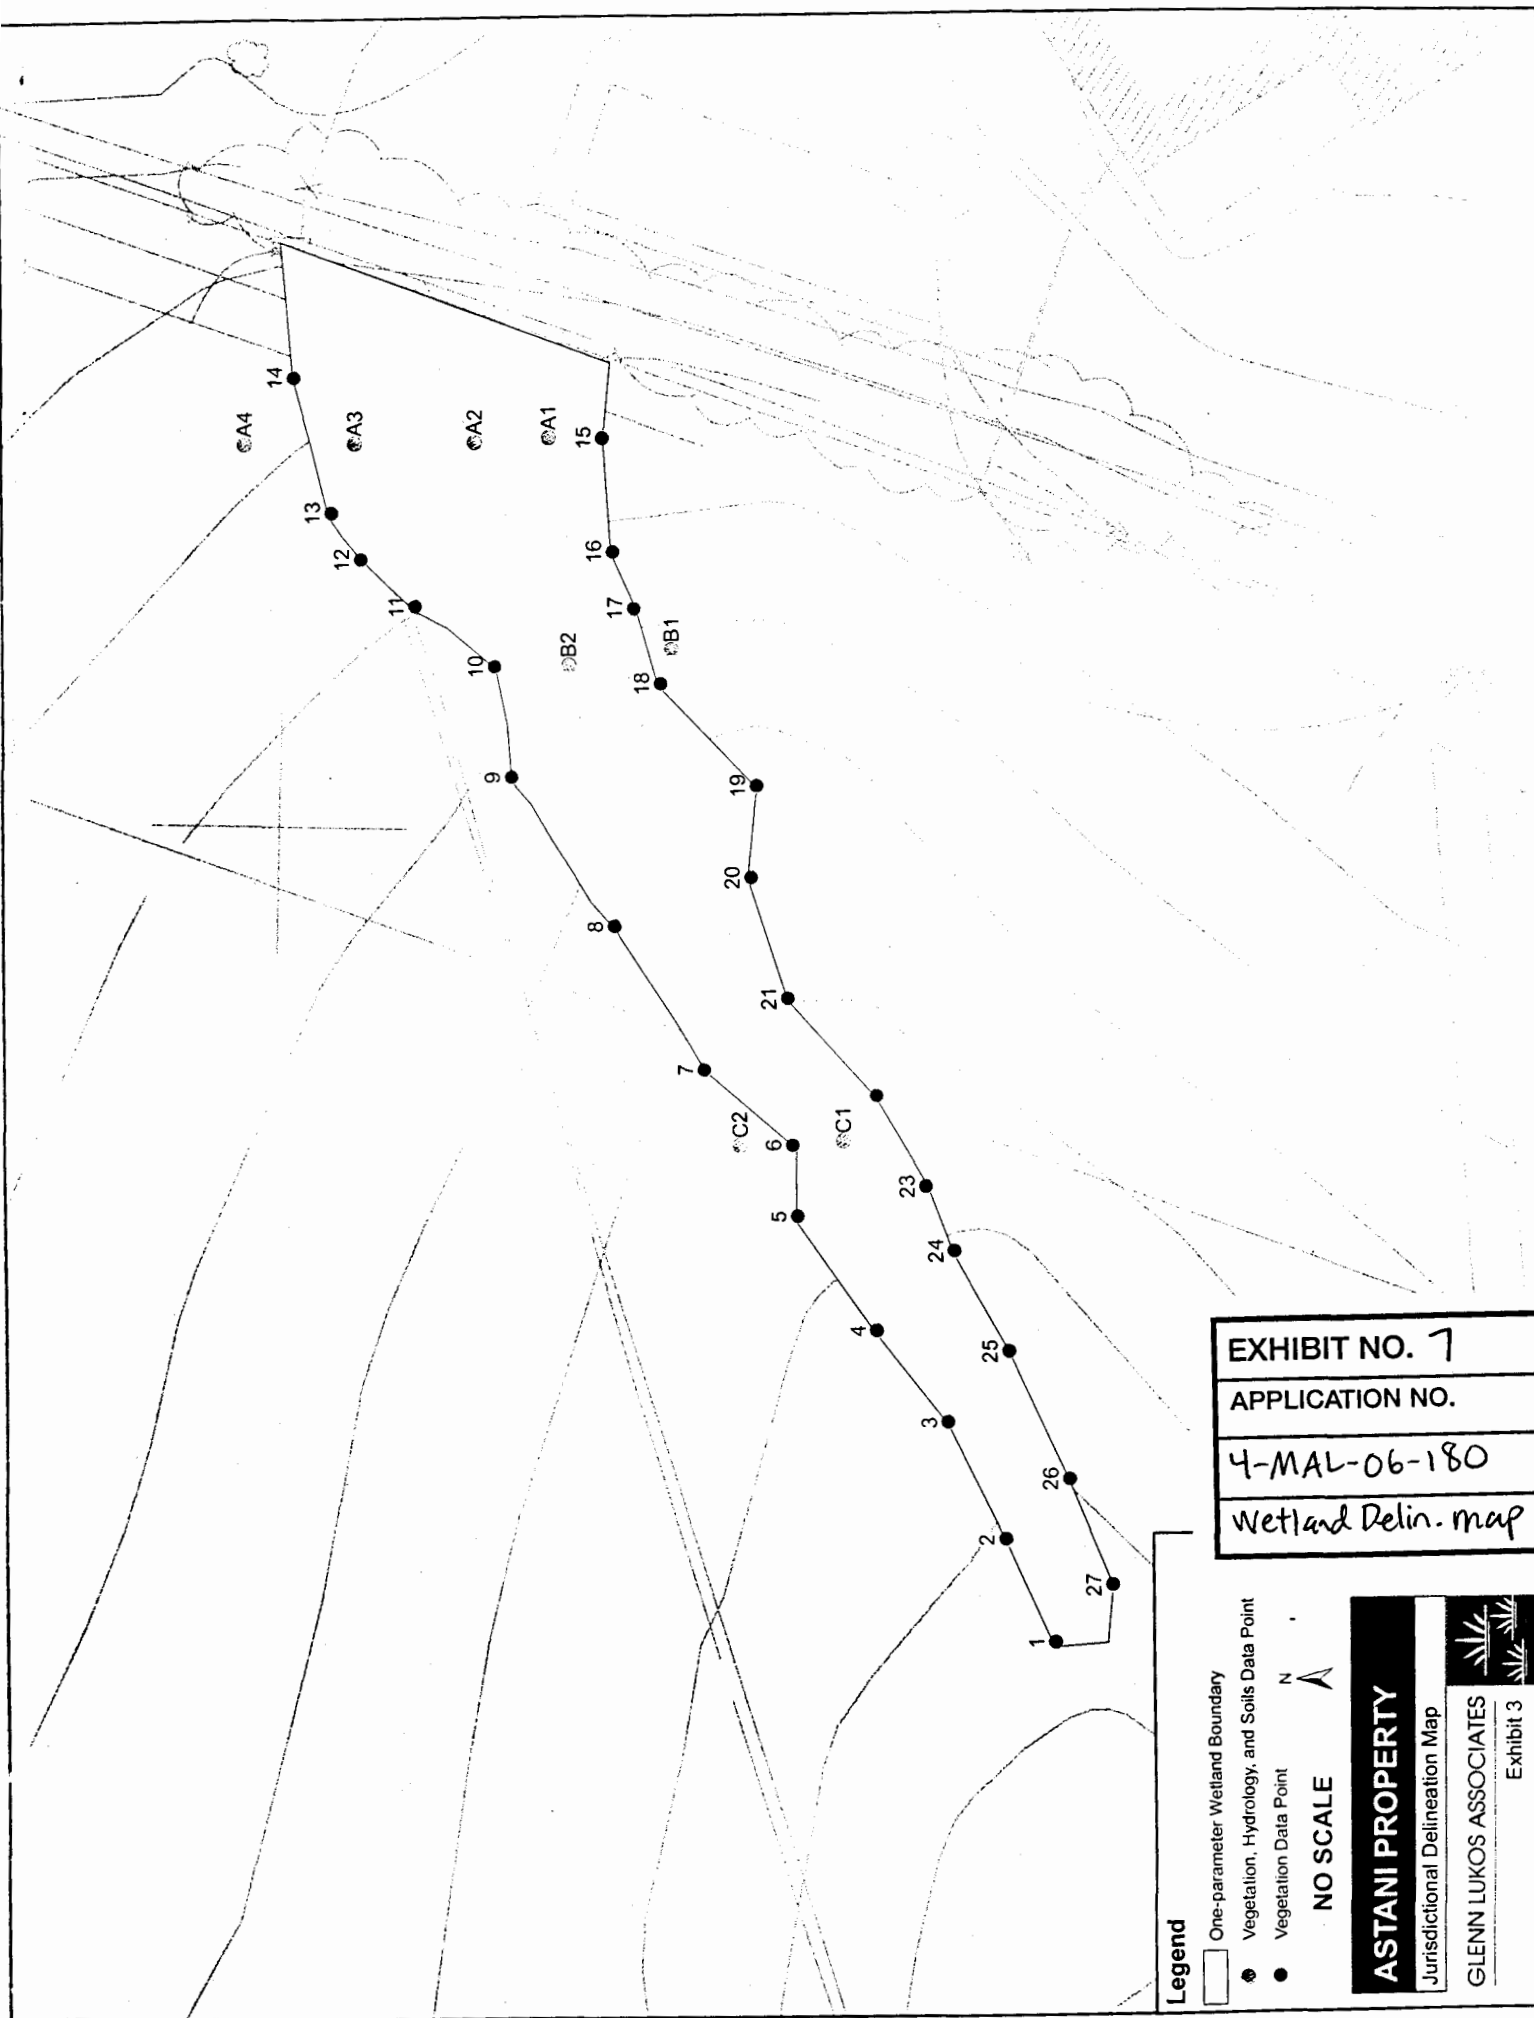 14
A4
A3
A2
A1
15
13
12
11
10
16
17
B2
B1
18
9
19
20
8
21
7
C2
6
C1
5
23
24
4
25
3
26
2
27
1
EXHIBIT NO. 7
APPLICATION NO.
4-MAL-06-180
Wetland Delin. map
Legend
One-parameter Wetland Boundary
Vegetation, Hydrology, and Soils Data Point
Vegetation Data Point
N
NO SCALE
ASTANI PROPERTY
Jurisdictional Delineation Map
GLENN LUKOS ASSOCIATES
Exhibit 3